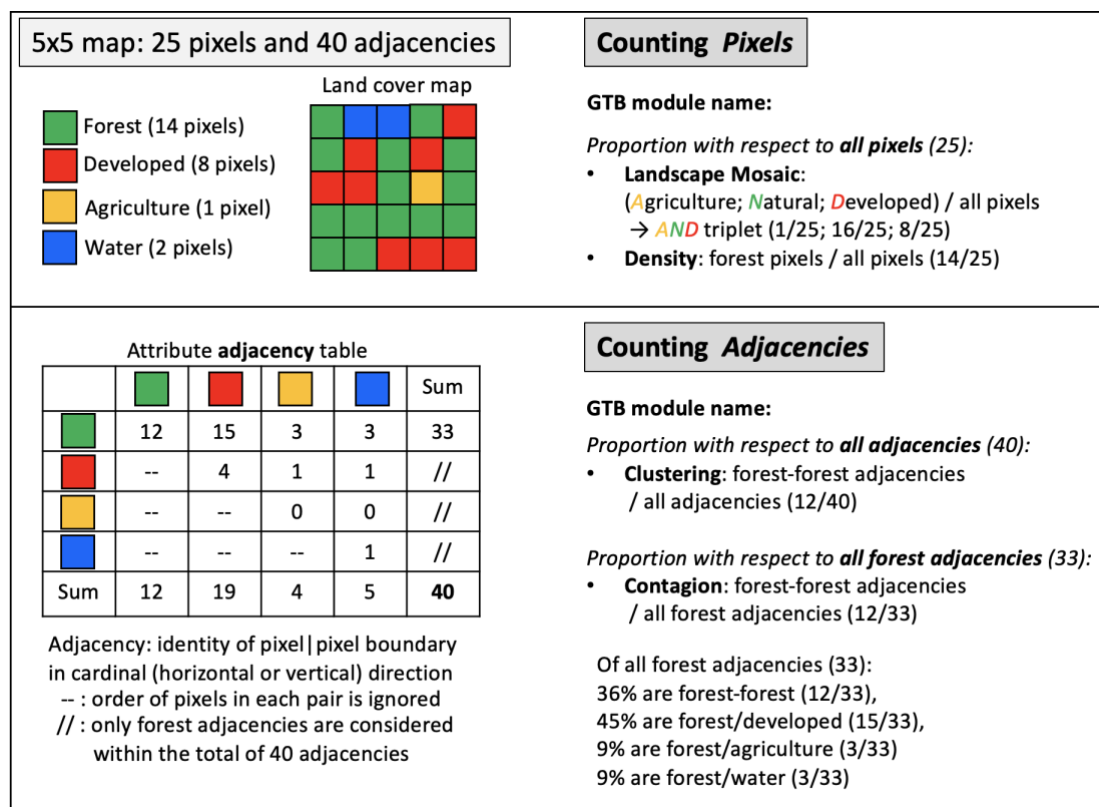 5x5 map: 25 pixels and 40 adjacencies
Land cover map
Forest (14 pixels)
Developed (8 pixels)
Agriculture (1 pixel)
Water (2 pixels)
Counting Pixels
GTB module name:
Proportion with respect to all pixels (25):
• Landscape Mosaic:
(Agriculture; Natural; Developed) / all pixels
→ AND triplet (1/25; 16/25; 8/25)
• Density: forest pixels / all pixels (14/25)
Attribute adjacency table
Sum
12 15 3 3 33
-- 4 1 1 //
-- -- 0 0 //
-- -- -- 1 //
Sum 12 19 4 5 40
Adjacency: identity of pixel|pixel boundary
in cardinal (horizontal or vertical) direction
-- : order of pixels in each pair is ignored
// : only forest adjacencies are considered
within the total of 40 adjacencies
Counting Adjacencies
GTB module name:
Proportion with respect to all adjacencies (40):
• Clustering: forest-forest adjacencies
/ all adjacencies (12/40)
Proportion with respect to all forest adjacencies (33):
• Contagion: forest-forest adjacencies
/ all forest adjacencies (12/33)
Of all forest adjacencies (33):
36% are forest-forest (12/33),
45% are forest/developed (15/33),
9% are forest/agriculture (3/33)
9% are forest/water (3/33)